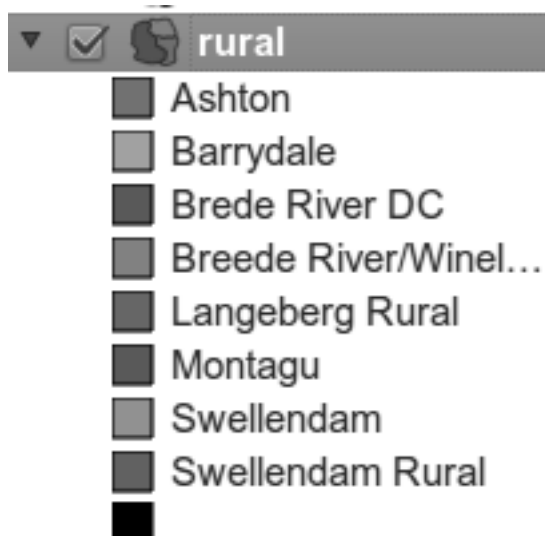 rural
Ashton
Barrydale
Brede River DC
Breede River/Winel...
Langeberg Rural
Montagu
Swellendam
Swellendam Rural